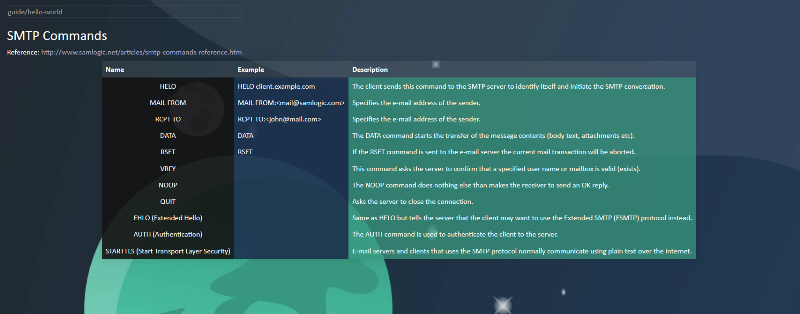 guide/hello-world
SMTP Commands
Reference: http://www.samlogic.net/articles/smtp-commands-reference.htm
Name Example Description
HELO HELO client.example.com The client sends this command to the SMTP server to identify itself and initiate the SMTP conversation.
MAIL FROM MAIL FROM:<mail@samlogic.com> Specifies the e-mail address of the sender.
RCPT TO RCPT TO:<john@mail.com> Specifies the e-mail address of the sender.
DATA DATA The DATA command starts the transfer of the message contents (body text, attachments etc).
RSET RSET If the RSET command is sent to the e-mail server the current mail transaction will be aborted.
VRFY This command asks the server to confirm that a specified user name or mailbox is valid (exists).
NOOP The NOOP command does nothing else than makes the receiver to send an OK reply.
QUIT Asks the server to close the connection.
EHLO (Extended Hello) Same as HELO but tells the server that the client may want to use the Extended SMTP (ESMTP) protocol instead.
AUTH (Authentication) The AUTH command is used to authenticate the client to the server.
STARTTLS (Start Transport Layer Security) E-mail servers and clients that uses the SMTP protocol normally communicate using plain text over the Internet.